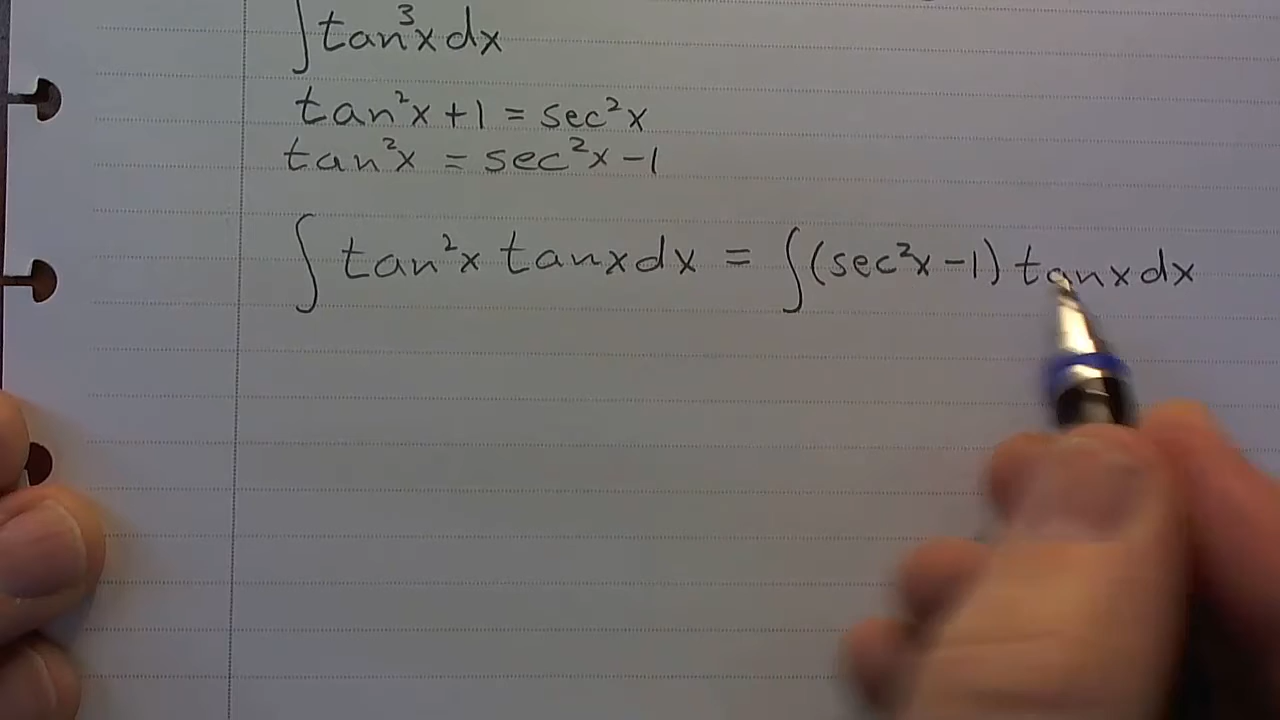 ∫tan³x dx
tan²x + 1 = sec²x
tan²x = sec²x - 1
∫ tan²x tanx dx = ∫(sec²x - 1) tanx dx